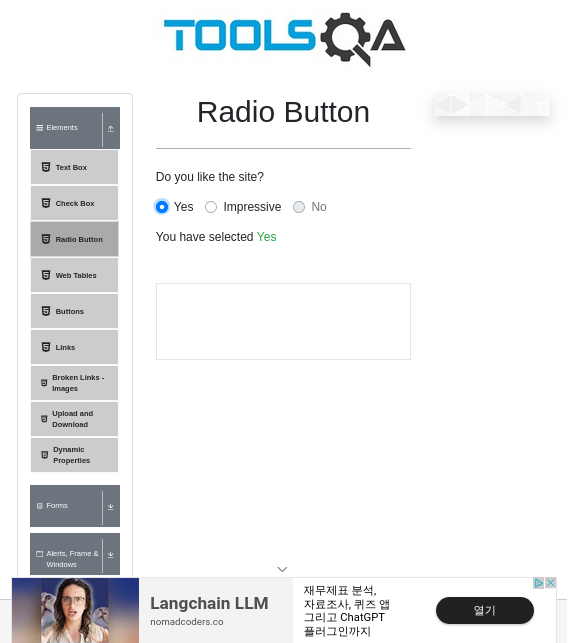 TOOLSQA
Radio Button
Elements
Text Box
Check Box
Radio Button
Web Tables
Buttons
Links
Broken Links -
Images
Upload and
Download
Dynamic
Properties
Forms
Alerts, Frame &
Windows
Do you like the site?
Yes Impressive No
You have selected Yes
Langchain LLM
nomadcoders.co
재무제표 분석,
자료조사, 퀴즈 앱
그리고 ChatGPT
플러그인까지
열기